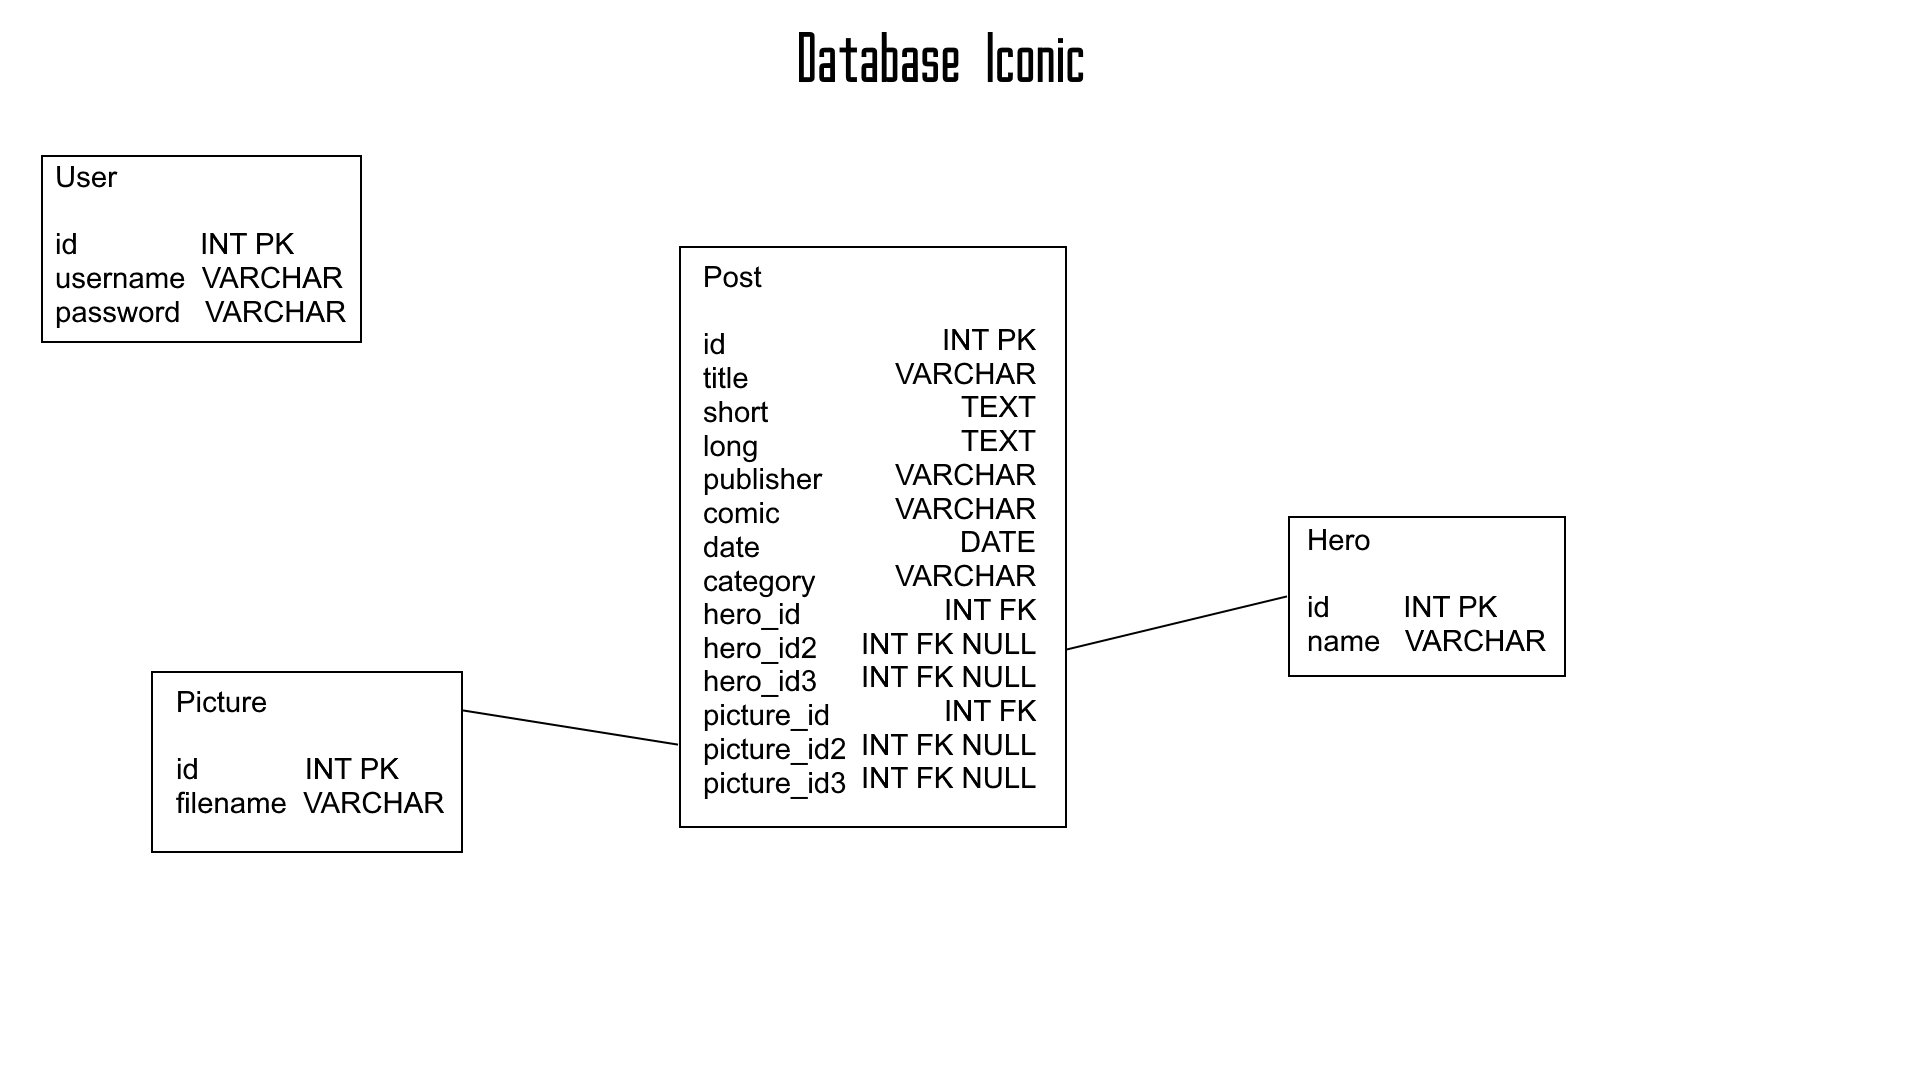 Database Iconic
User
id INT PK
username VARCHAR
password VARCHAR
Post
id INT PK
title VARCHAR
short TEXT
long TEXT
publisher VARCHAR
comic VARCHAR
date DATE
category VARCHAR
hero_id INT FK
hero_id2 INT FK NULL
hero_id3 INT FK NULL
picture_id INT FK
picture_id2 INT FK NULL
picture_id3 INT FK NULL
Hero
id INT PK
name VARCHAR
Picture
id INT PK
filename VARCHAR